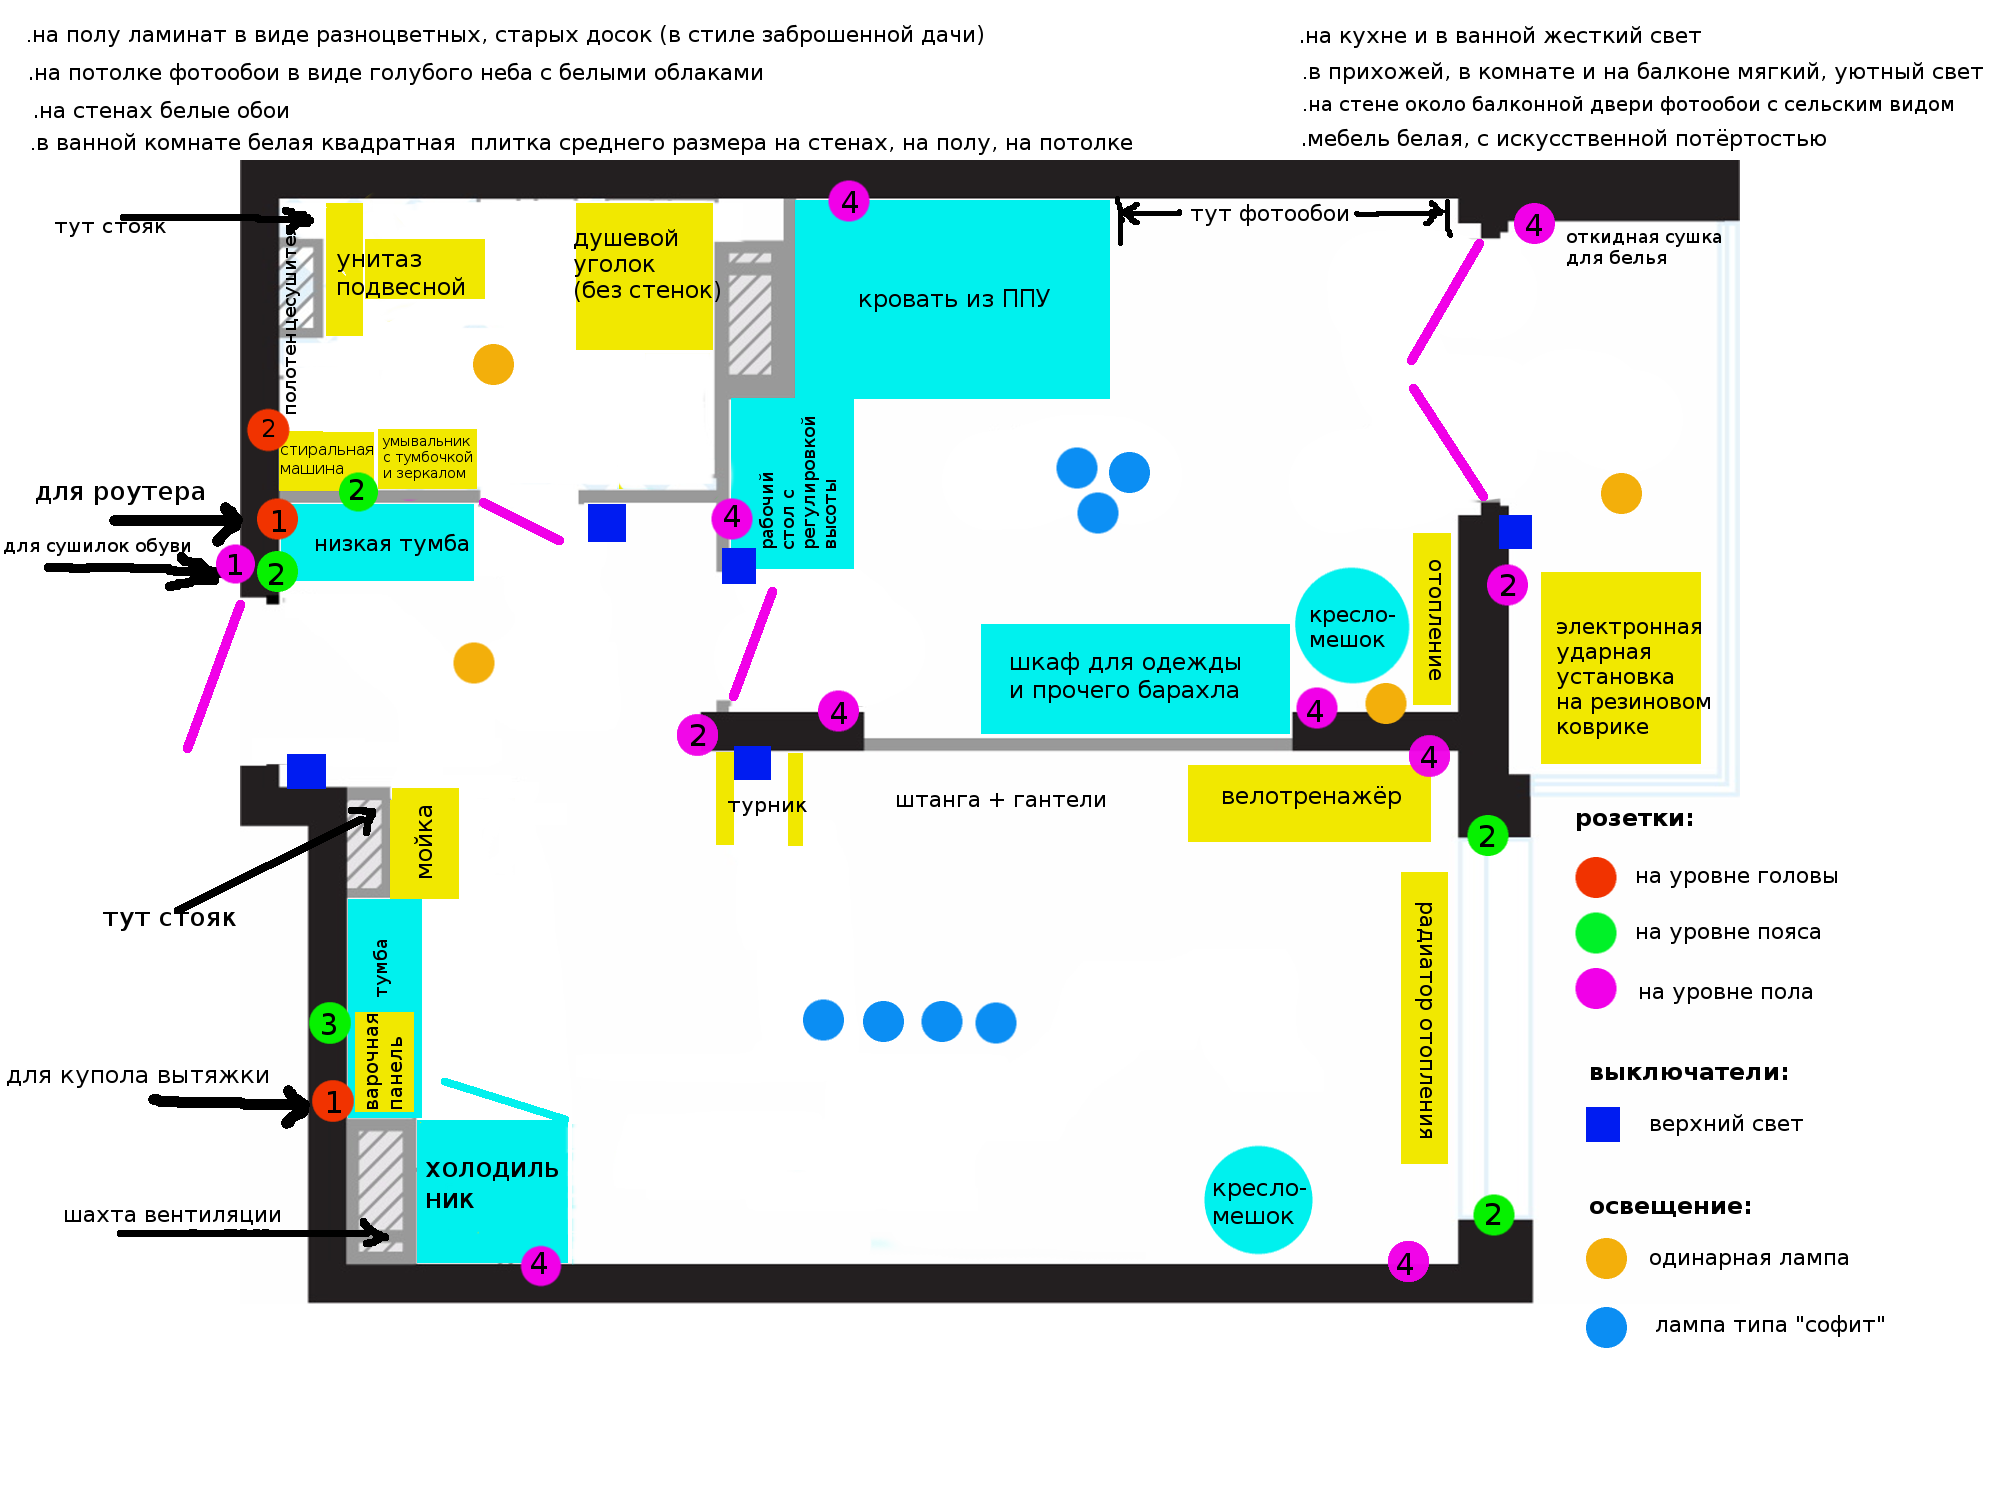 .на полу ламинат в виде разноцветных, старых досок (в стиле заброшенной дачи)
.на потолке фотообои в виде голубого неба с белыми облаками
.на стенах белые обои
.в ванной комнате белая квадратная  плитка среднего размера на стенах, на полу, на потолке
.на кухне и в ванной жесткий свет
.в прихожей, в комнате и на балконе мягкий, уютный свет
.на стене около балконной двери фотообои с сельским видом
.мебель белая, с искусственной потёртостью
тут стояк
полотенцесушител
унитаз
подвесной
душевой
уголок
(без стенок)
4
кровать из ППУ
тут фотообои
4
откидная сушка
для белья
2
стиральная
машина
умывальник
с тумбочкой
и зеркалом
2
для роутера
1
для сушилок обуви
1
2
низкая тумба
4
рабочий
стол с
регулировкой
высоты
кресло-
мешок
отопление
2
электронная
ударная
установка
на резиновом
коврике
шкаф для одежды
и прочего барахла
2
4
4
4
турник
штанга + гантели
велотренажёр
мойка
тут стояк
тумба
3
варочная
панель
для купола вытяжки
1
холодиль
ник
шахта вентиляции
4
радиатор отопления
кресло-
мешок
4
2
2
розетки:
на уровне головы
на уровне пояса
на уровне пола
выключатели:
верхний свет
освещение:
одинарная лампа
лампа типа "софит"